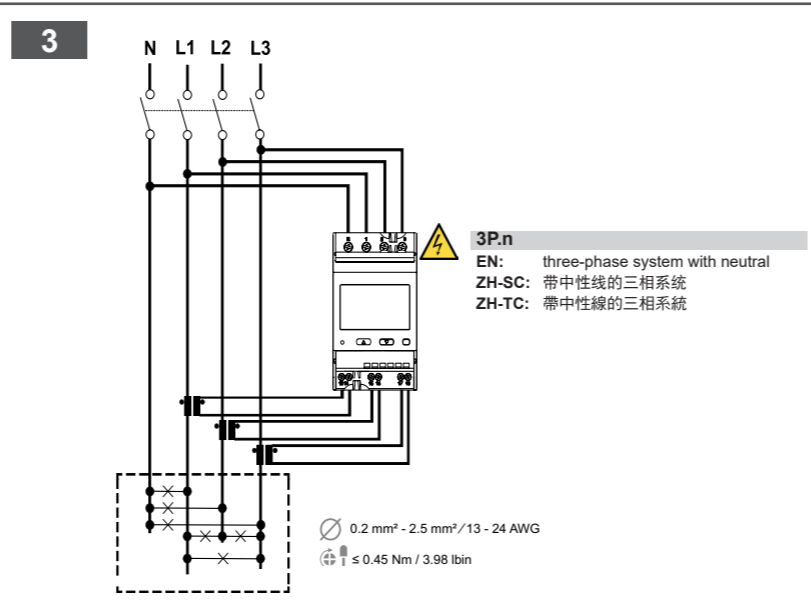 3
N L1 L2 L3
3P.n
EN: three-phase system with neutral
ZH-SC: 带中性线的三相系统
ZH-TC: 帶中性線的三相系統
0.2 mm² - 2.5 mm² ∕ 13 - 24 AWG
≤ 0.45 Nm / 3.98 lbin